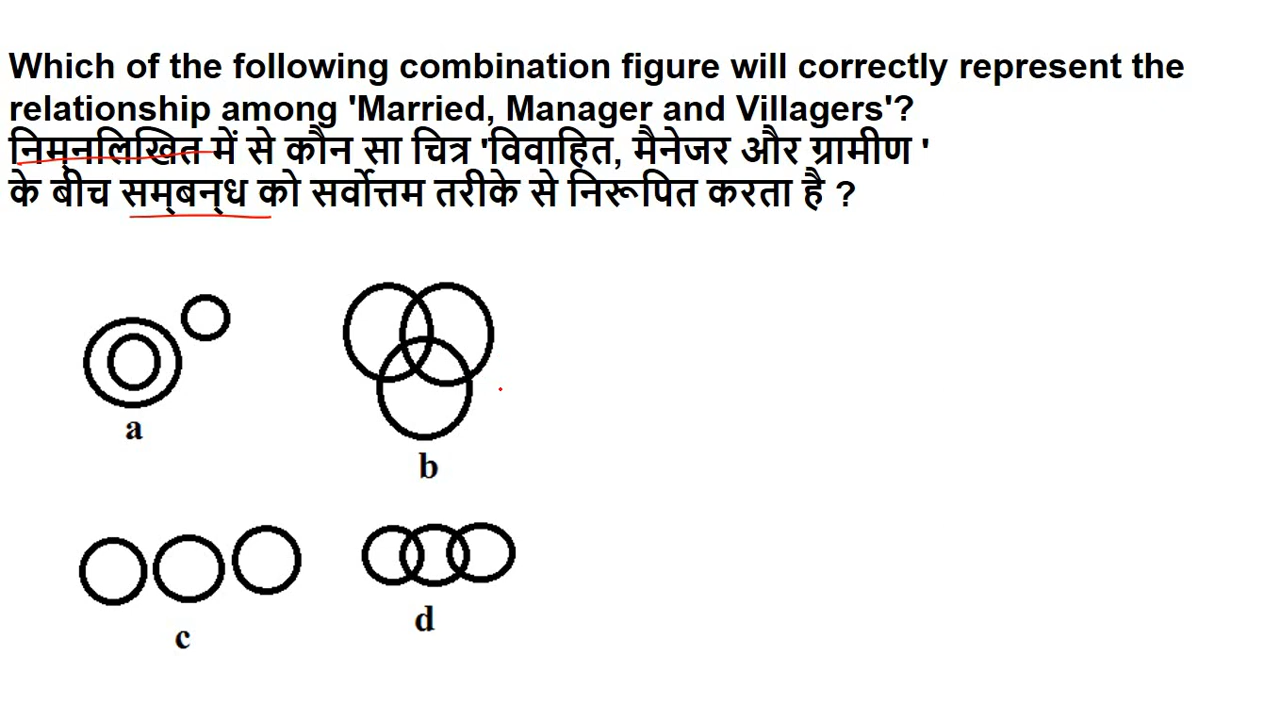 Which of the following combination figure will correctly represent the
relationship among 'Married, Manager and Villagers'?
निम्नलिखित में से कौन सा चित्र 'विवाहित, मैनेजर और ग्रामीण '
के बीच सम्बन्ध को सर्वोत्तम तरीके से निरूपित करता है ?
a
b
c
d